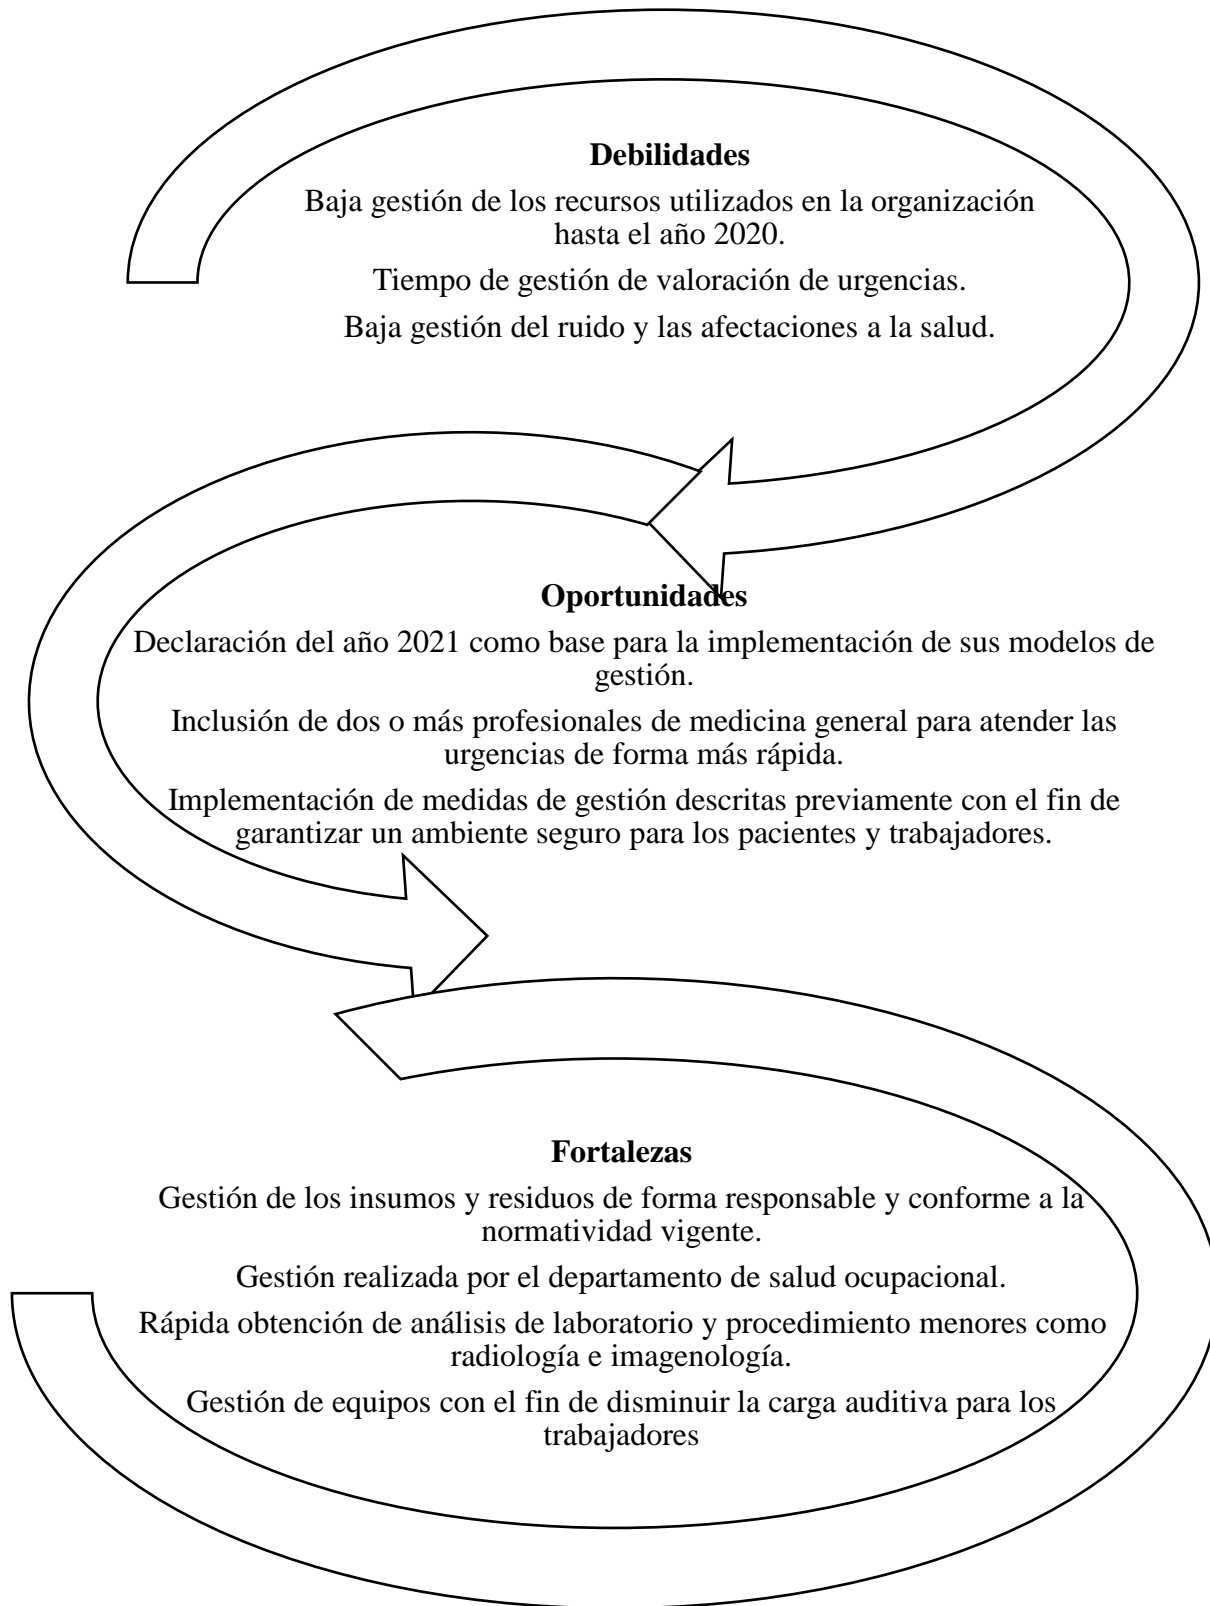 Debilidades
Baja gestión de los recursos utilizados en la organización
hasta el año 2020.
Tiempo de gestión de valoración de urgencias.
Baja gestión del ruido y las afectaciones a la salud.
Oportunidades
Declaración del año 2021 como base para la implementación de sus modelos de
gestión.
Inclusión de dos o más profesionales de medicina general para atender las
urgencias de forma más rápida.
Implementación de medidas de gestión descritas previamente con el fin de
garantizar un ambiente seguro para los pacientes y trabajadores.
Fortalezas
Gestión de los insumos y residuos de forma responsable y conforme a la
normatividad vigente.
Gestión realizada por el departamento de salud ocupacional.
Rápida obtención de análisis de laboratorio y procedimiento menores como
radiología e imagenología.
Gestión de equipos con el fin de disminuir la carga auditiva para los
trabajadores